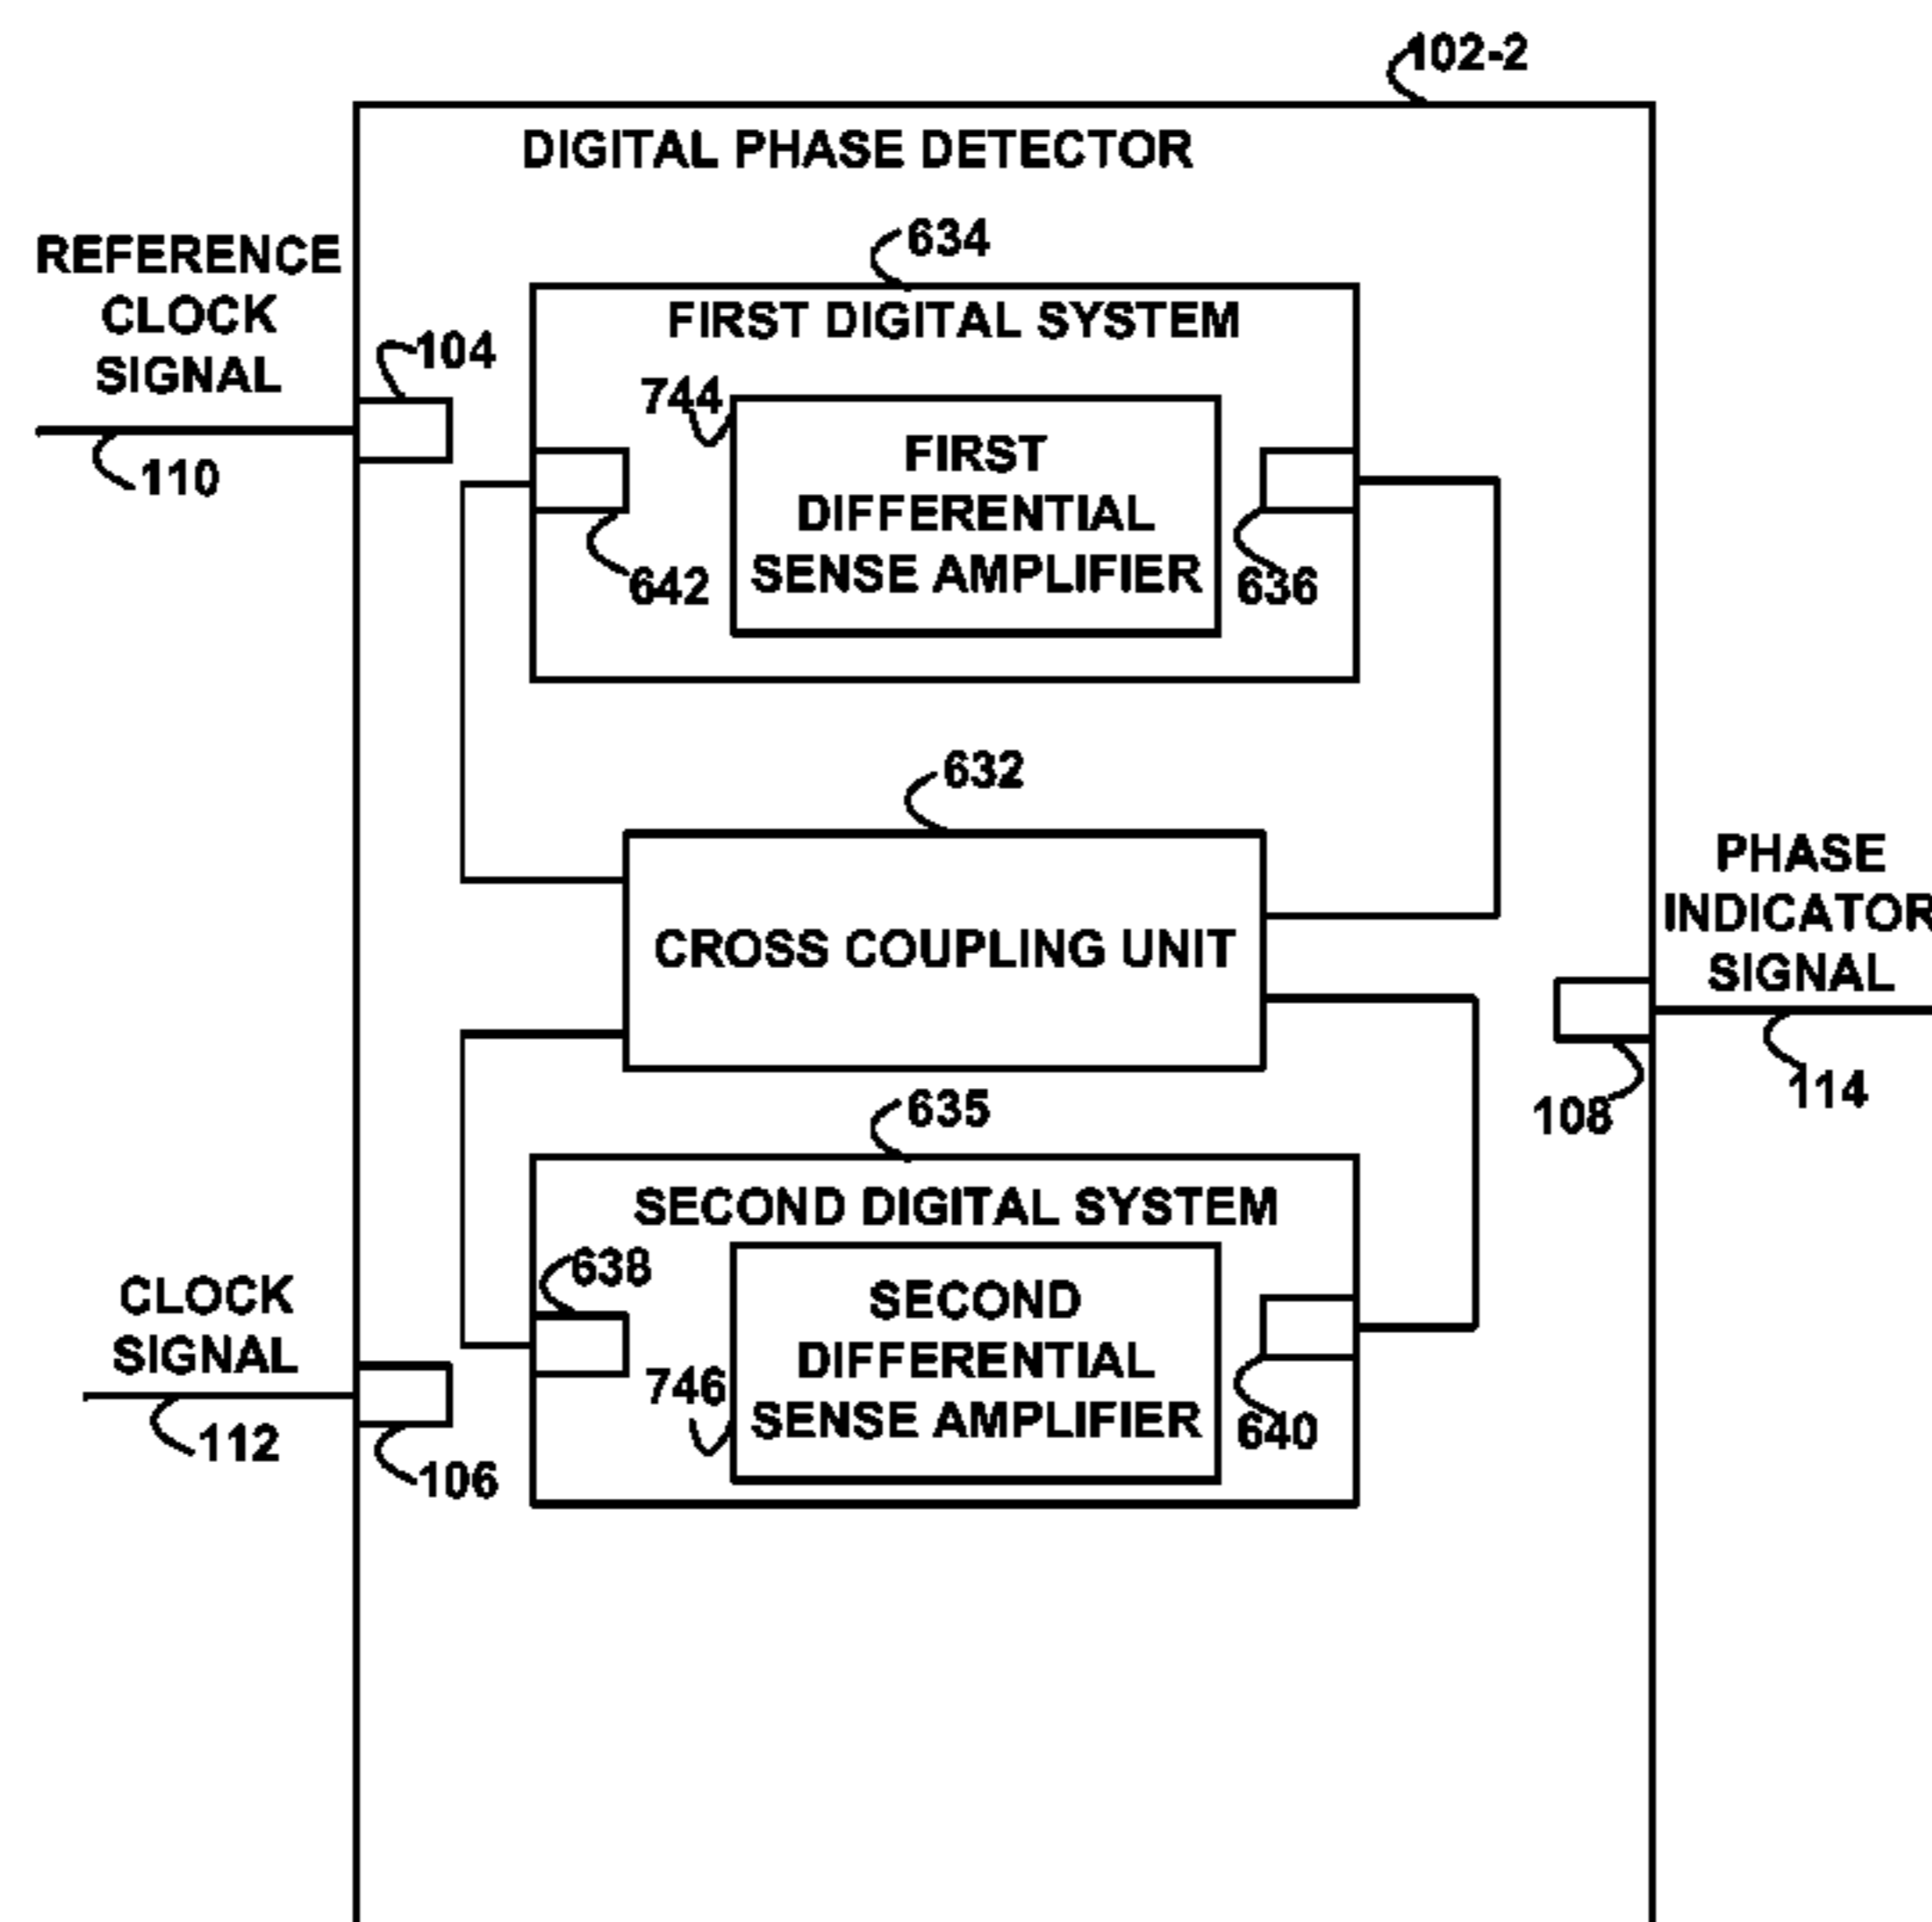 102-2
DIGITAL PHASE DETECTOR
634
REFERENCE
CLOCK
SIGNAL
104
110
FIRST DIGITAL SYSTEM
744
FIRST
DIFFERENTIAL
SENSE AMPLIFIER
642
636
632
CROSS COUPLING UNIT
PHASE
INDICATOR
SIGNAL
114
108
635
SECOND DIGITAL SYSTEM
638
SECOND
DIFFERENTIAL
SENSE AMPLIFIER
746
640
CLOCK
SIGNAL
112
106